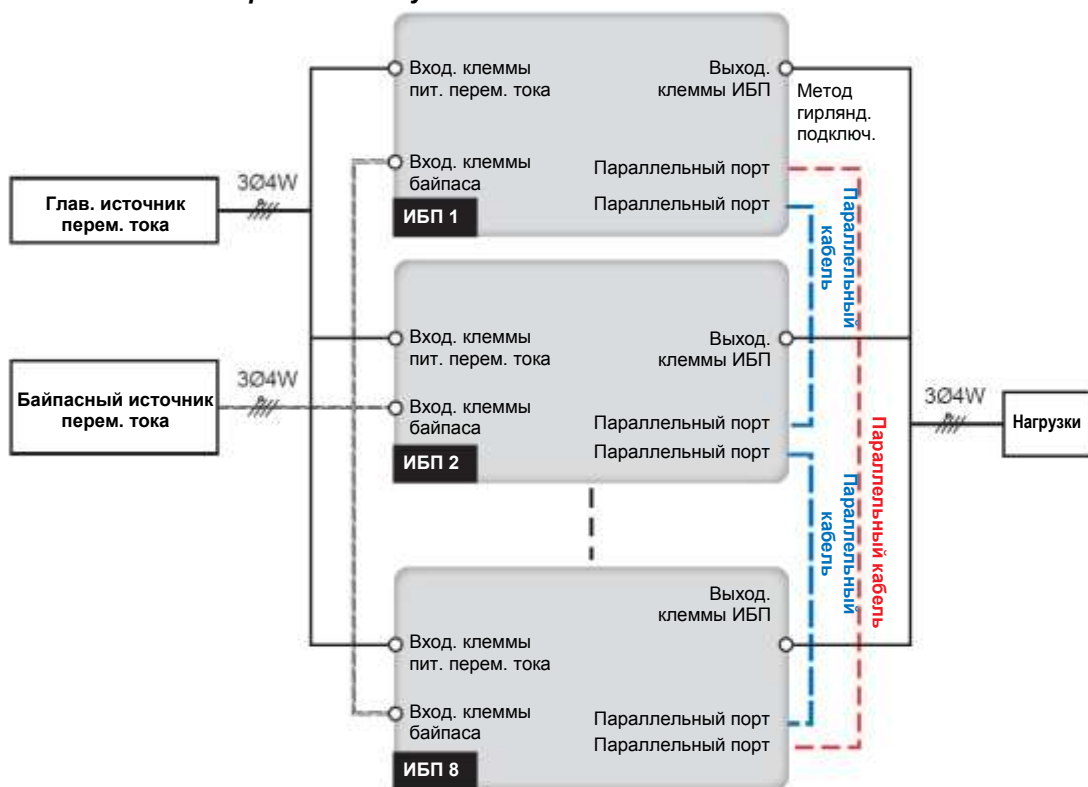 Вход. клеммы
пит. перем. тока
Выход.
клеммы ИБП
Метод
гирлянд.
подключ.
Вход. клеммы
байпаса
Параллельный порт
Параллельный порт
ИБП 1
3Ø4W
Глав. источник
перем. тока
Параллельный
кабель
Вход. клеммы
пит. перем. тока
Выход.
клеммы ИБП
3Ø4W
Байпасный источник
перем. тока
Вход. клеммы
байпаса
Параллельный порт
Параллельный порт
ИБП 2
3Ø4W
Нагрузки
Параллельный
кабель
Параллельный кабель
Выход.
клеммы ИБП
Вход. клеммы
пит. перем. тока
Вход. клеммы
байпаса
Параллельный порт
Параллельный порт
ИБП 8